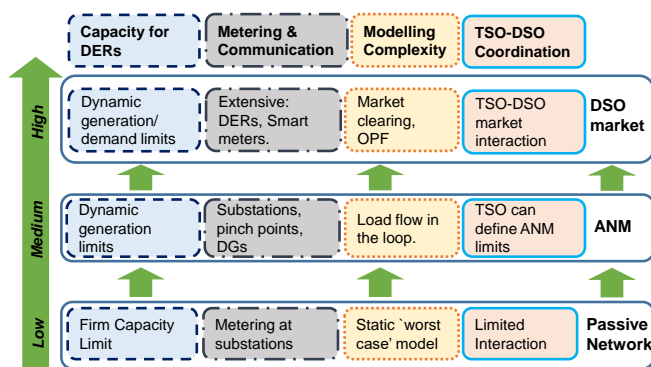 Capacity for
DERs
Metering &
Communication
Modelling
Complexity
TSO-DSO
Coordination
High
Dynamic
generation/
demand limits
Extensive:
DERs, Smart
meters.
Market
clearing,
OPF
TSO-DSO
market
interaction
DSO
market
Medium
Dynamic
generation
limits
Substations,
pinch points,
DGs
Load flow in
the loop.
TSO can
define ANM
limits
ANM
Low
Firm Capacity
Limit
Metering at
substations
Static `worst
case’ model
Limited
Interaction
Passive
Network